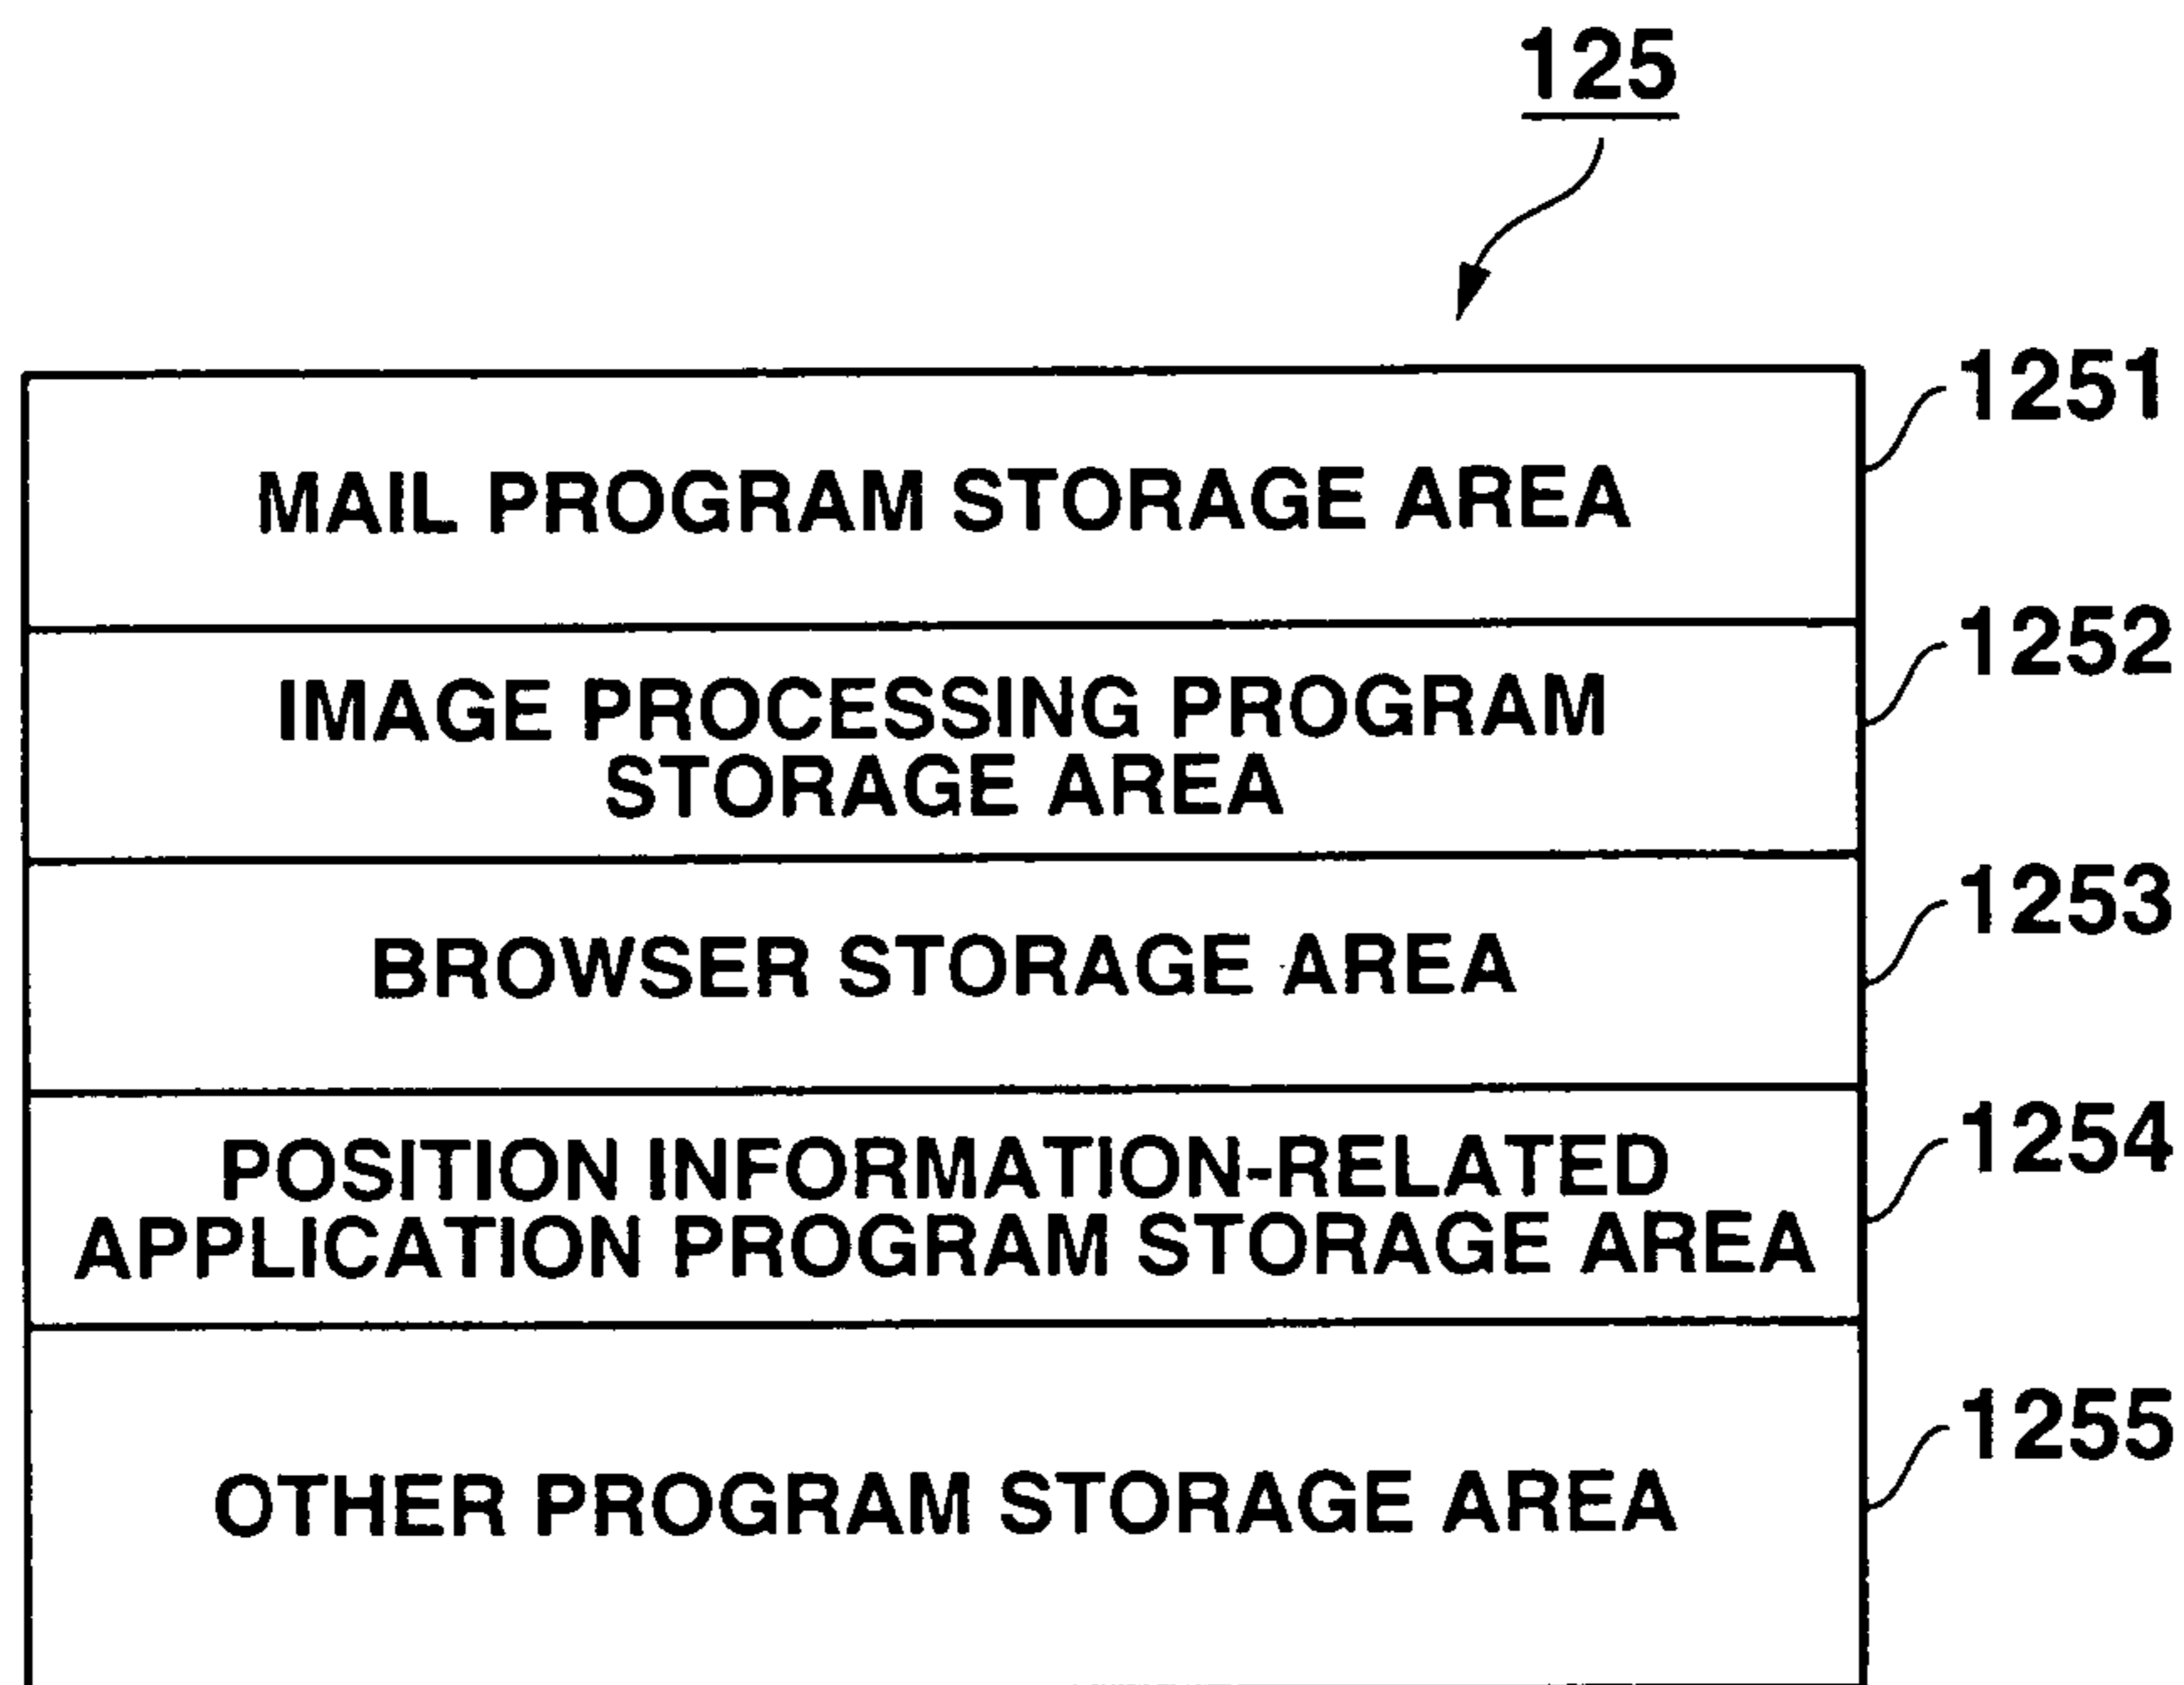 125
1251
MAIL PROGRAM STORAGE AREA
1252
IMAGE PROCESSING PROGRAM
STORAGE AREA
1253
BROWSER STORAGE AREA
1254
POSITION INFORMATION-RELATED
APPLICATION PROGRAM STORAGE AREA
1255
OTHER PROGRAM STORAGE AREA